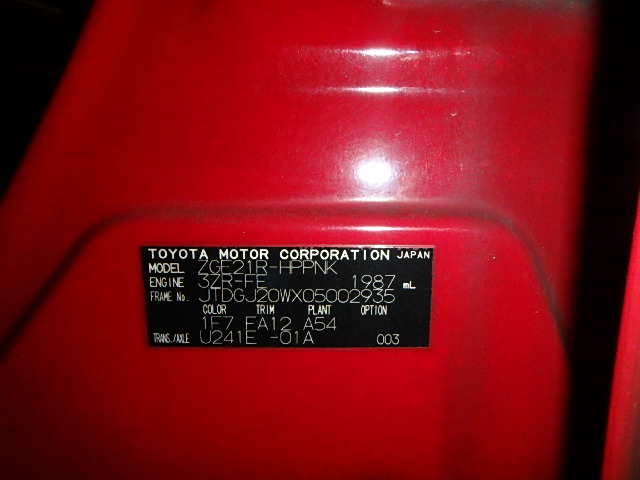 TOYOTA MOTOR CORPORATION JAPAN
MODEL ZGE21R-HPPNK
ENGINE 3ZR-FE 1987 mL
FRAME No. JTDGJ20WX05002935
COLOR TRIM PLANT OPTION
1F7 EA12 A54
TRANS./AXLE U241E -01A 003